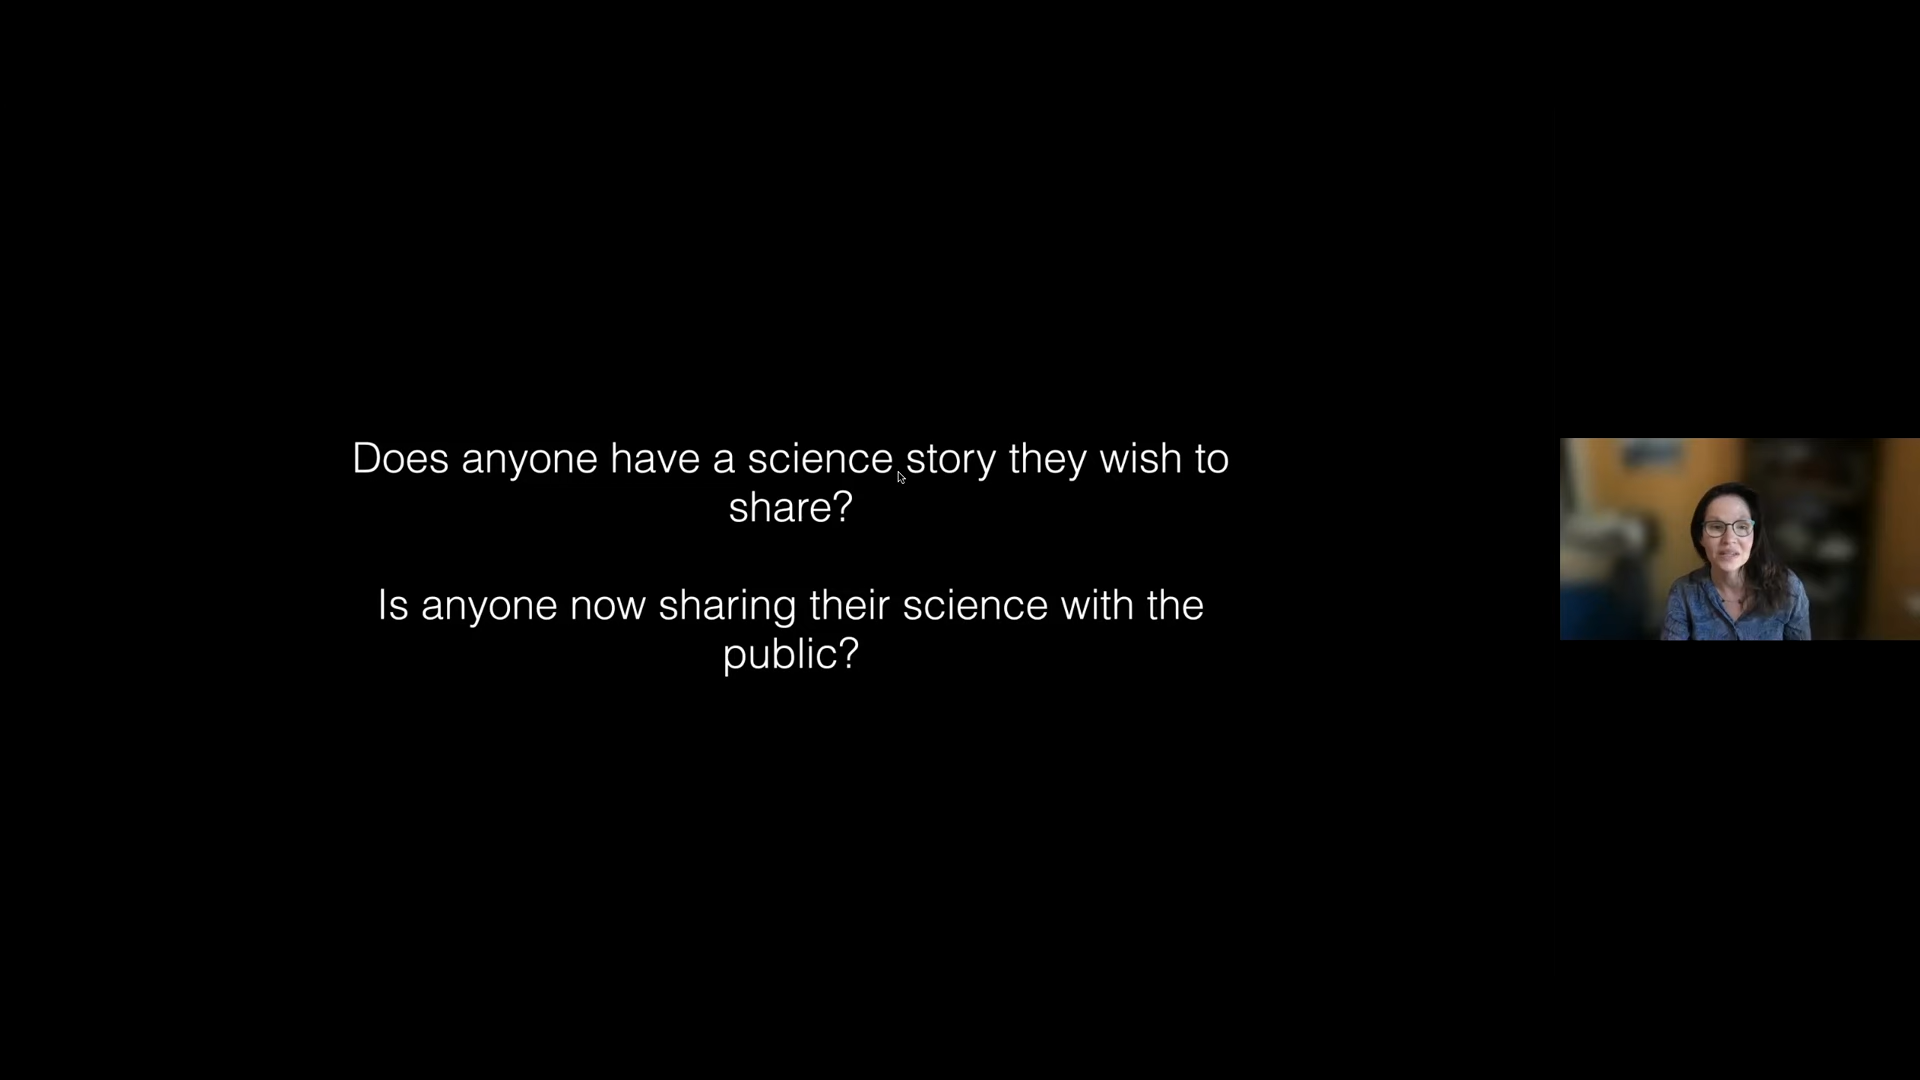 Does anyone have a science story they wish to
share?
Is anyone now sharing their science with the
public?